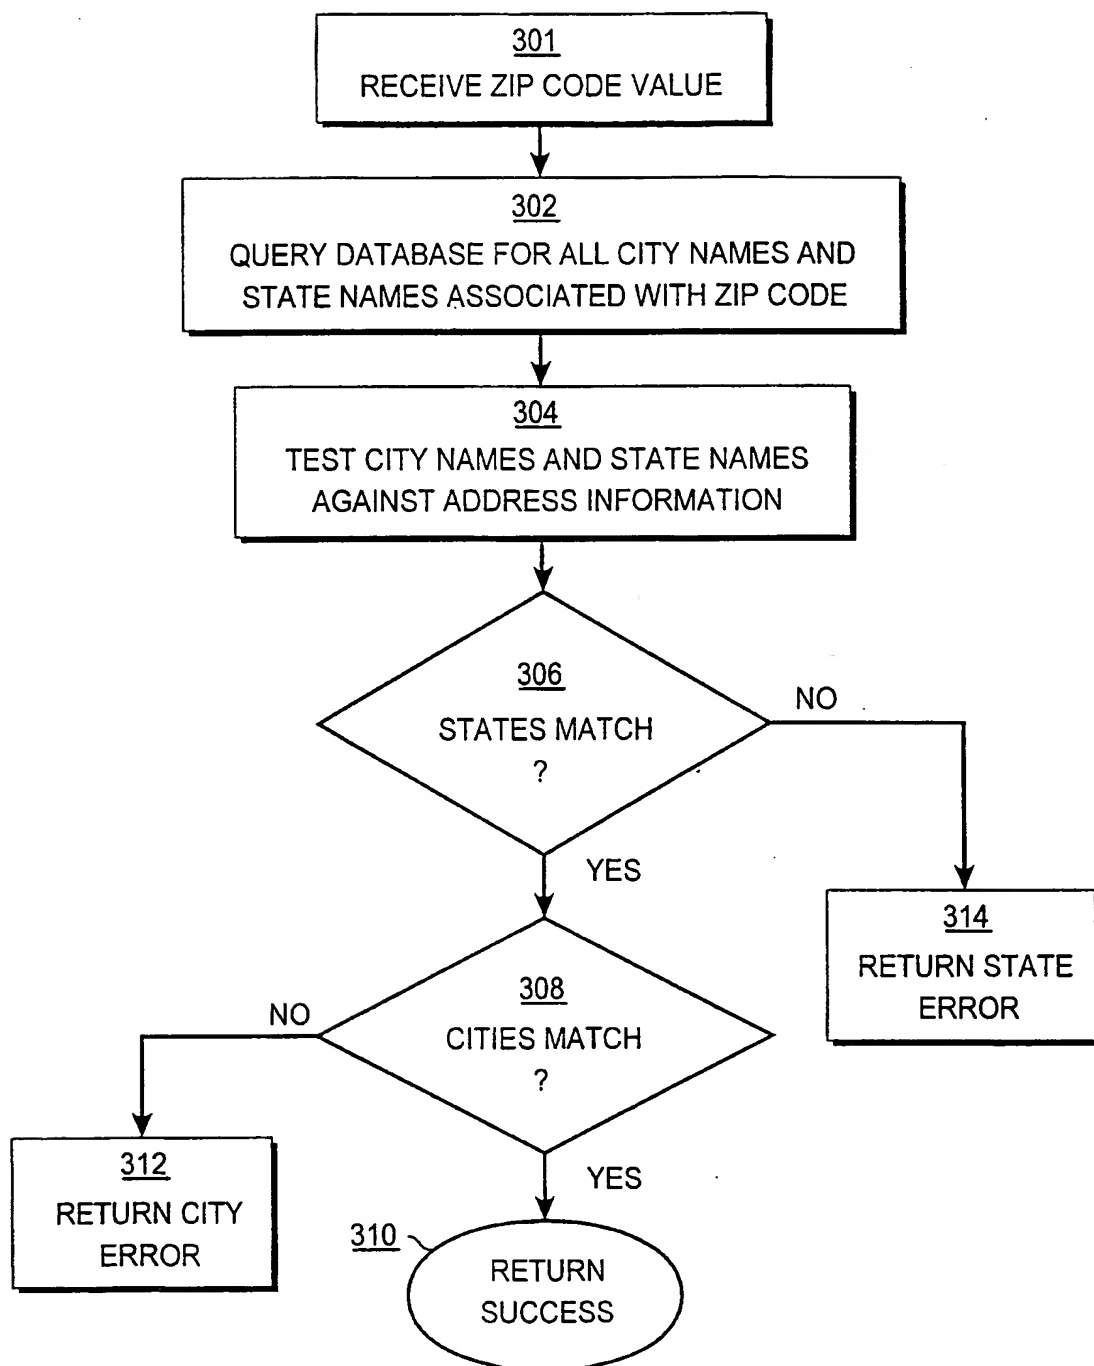 301
RECEIVE ZIP CODE VALUE
302
QUERY DATABASE FOR ALL CITY NAMES AND
STATE NAMES ASSOCIATED WITH ZIP CODE
304
TEST CITY NAMES AND STATE NAMES
AGAINST ADDRESS INFORMATION
306
STATES MATCH
?
NO
YES
314
RETURN STATE
ERROR
308
CITIES MATCH
?
NO
YES
312
RETURN CITY
ERROR
310
RETURN
SUCCESS